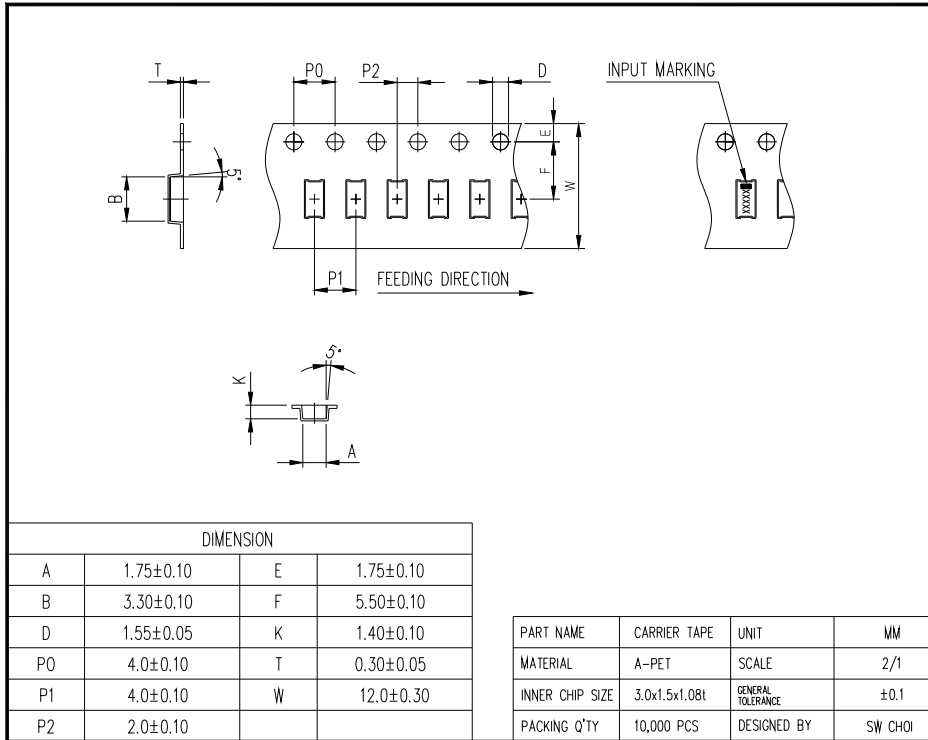 T P0 P2 D INPUT MARKING
E
F
W
5°
B
XXXXX
P1 FEEDING DIRECTION
5°
K
A
DIMENSION
A 1.75±0.10 E 1.75±0.10
B 3.30±0.10 F 5.50±0.10
D 1.55±0.05 K 1.40±0.10
P0 4.0±0.10 T 0.30±0.05
P1 4.0±0.10 W 12.0±0.30
P2 2.0±0.10
PART NAME CARRIER TAPE UNIT MM
MATERIAL A-PET SCALE 2/1
INNER CHIP SIZE 3.0x1.5x1.08t GENERAL TOLERANCE ±0.1
PACKING Q'TY 10,000 PCS DESIGNED BY SW CHOI